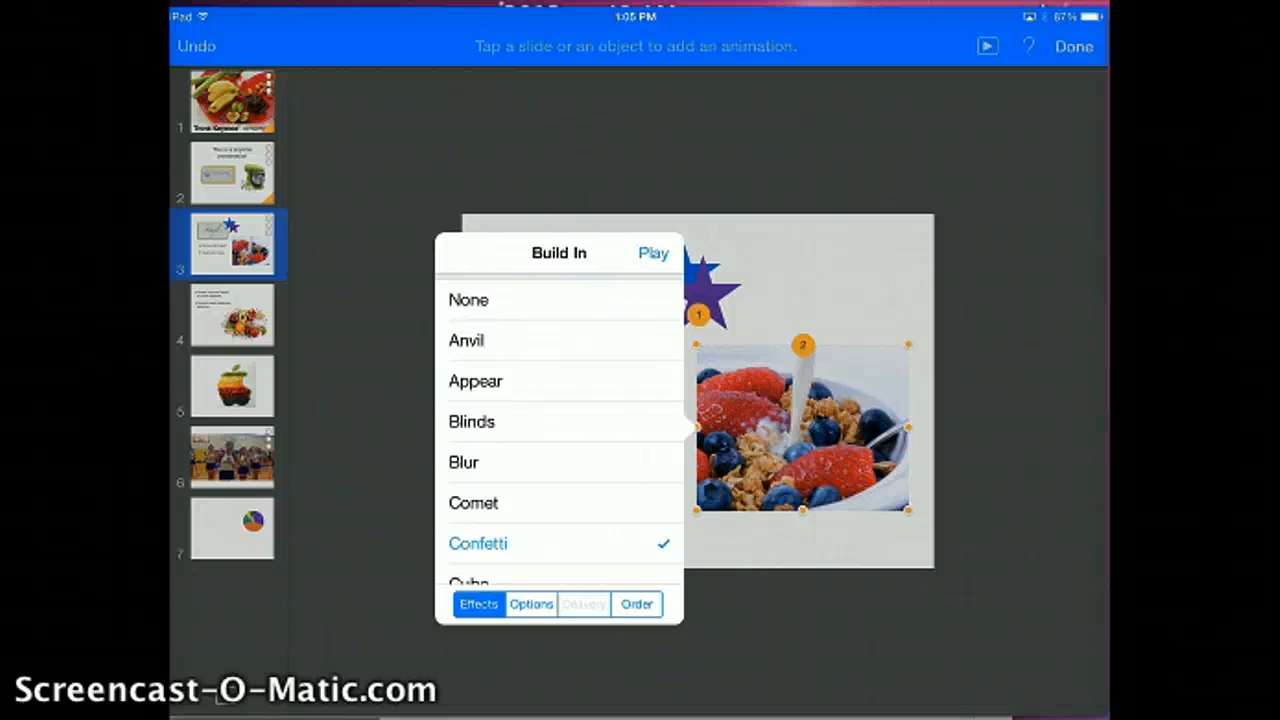 iPad 1:05 PM 87%
Undo Tap a slide or an object to add an animation. ? Done
1
2
3
4
5
6
7
Build In Play
None
Anvil
Appear
Blinds
Blur
Comet
Confetti
Cube
Effects Options Delivery Order
1
2
Screencast-O-Matic.com